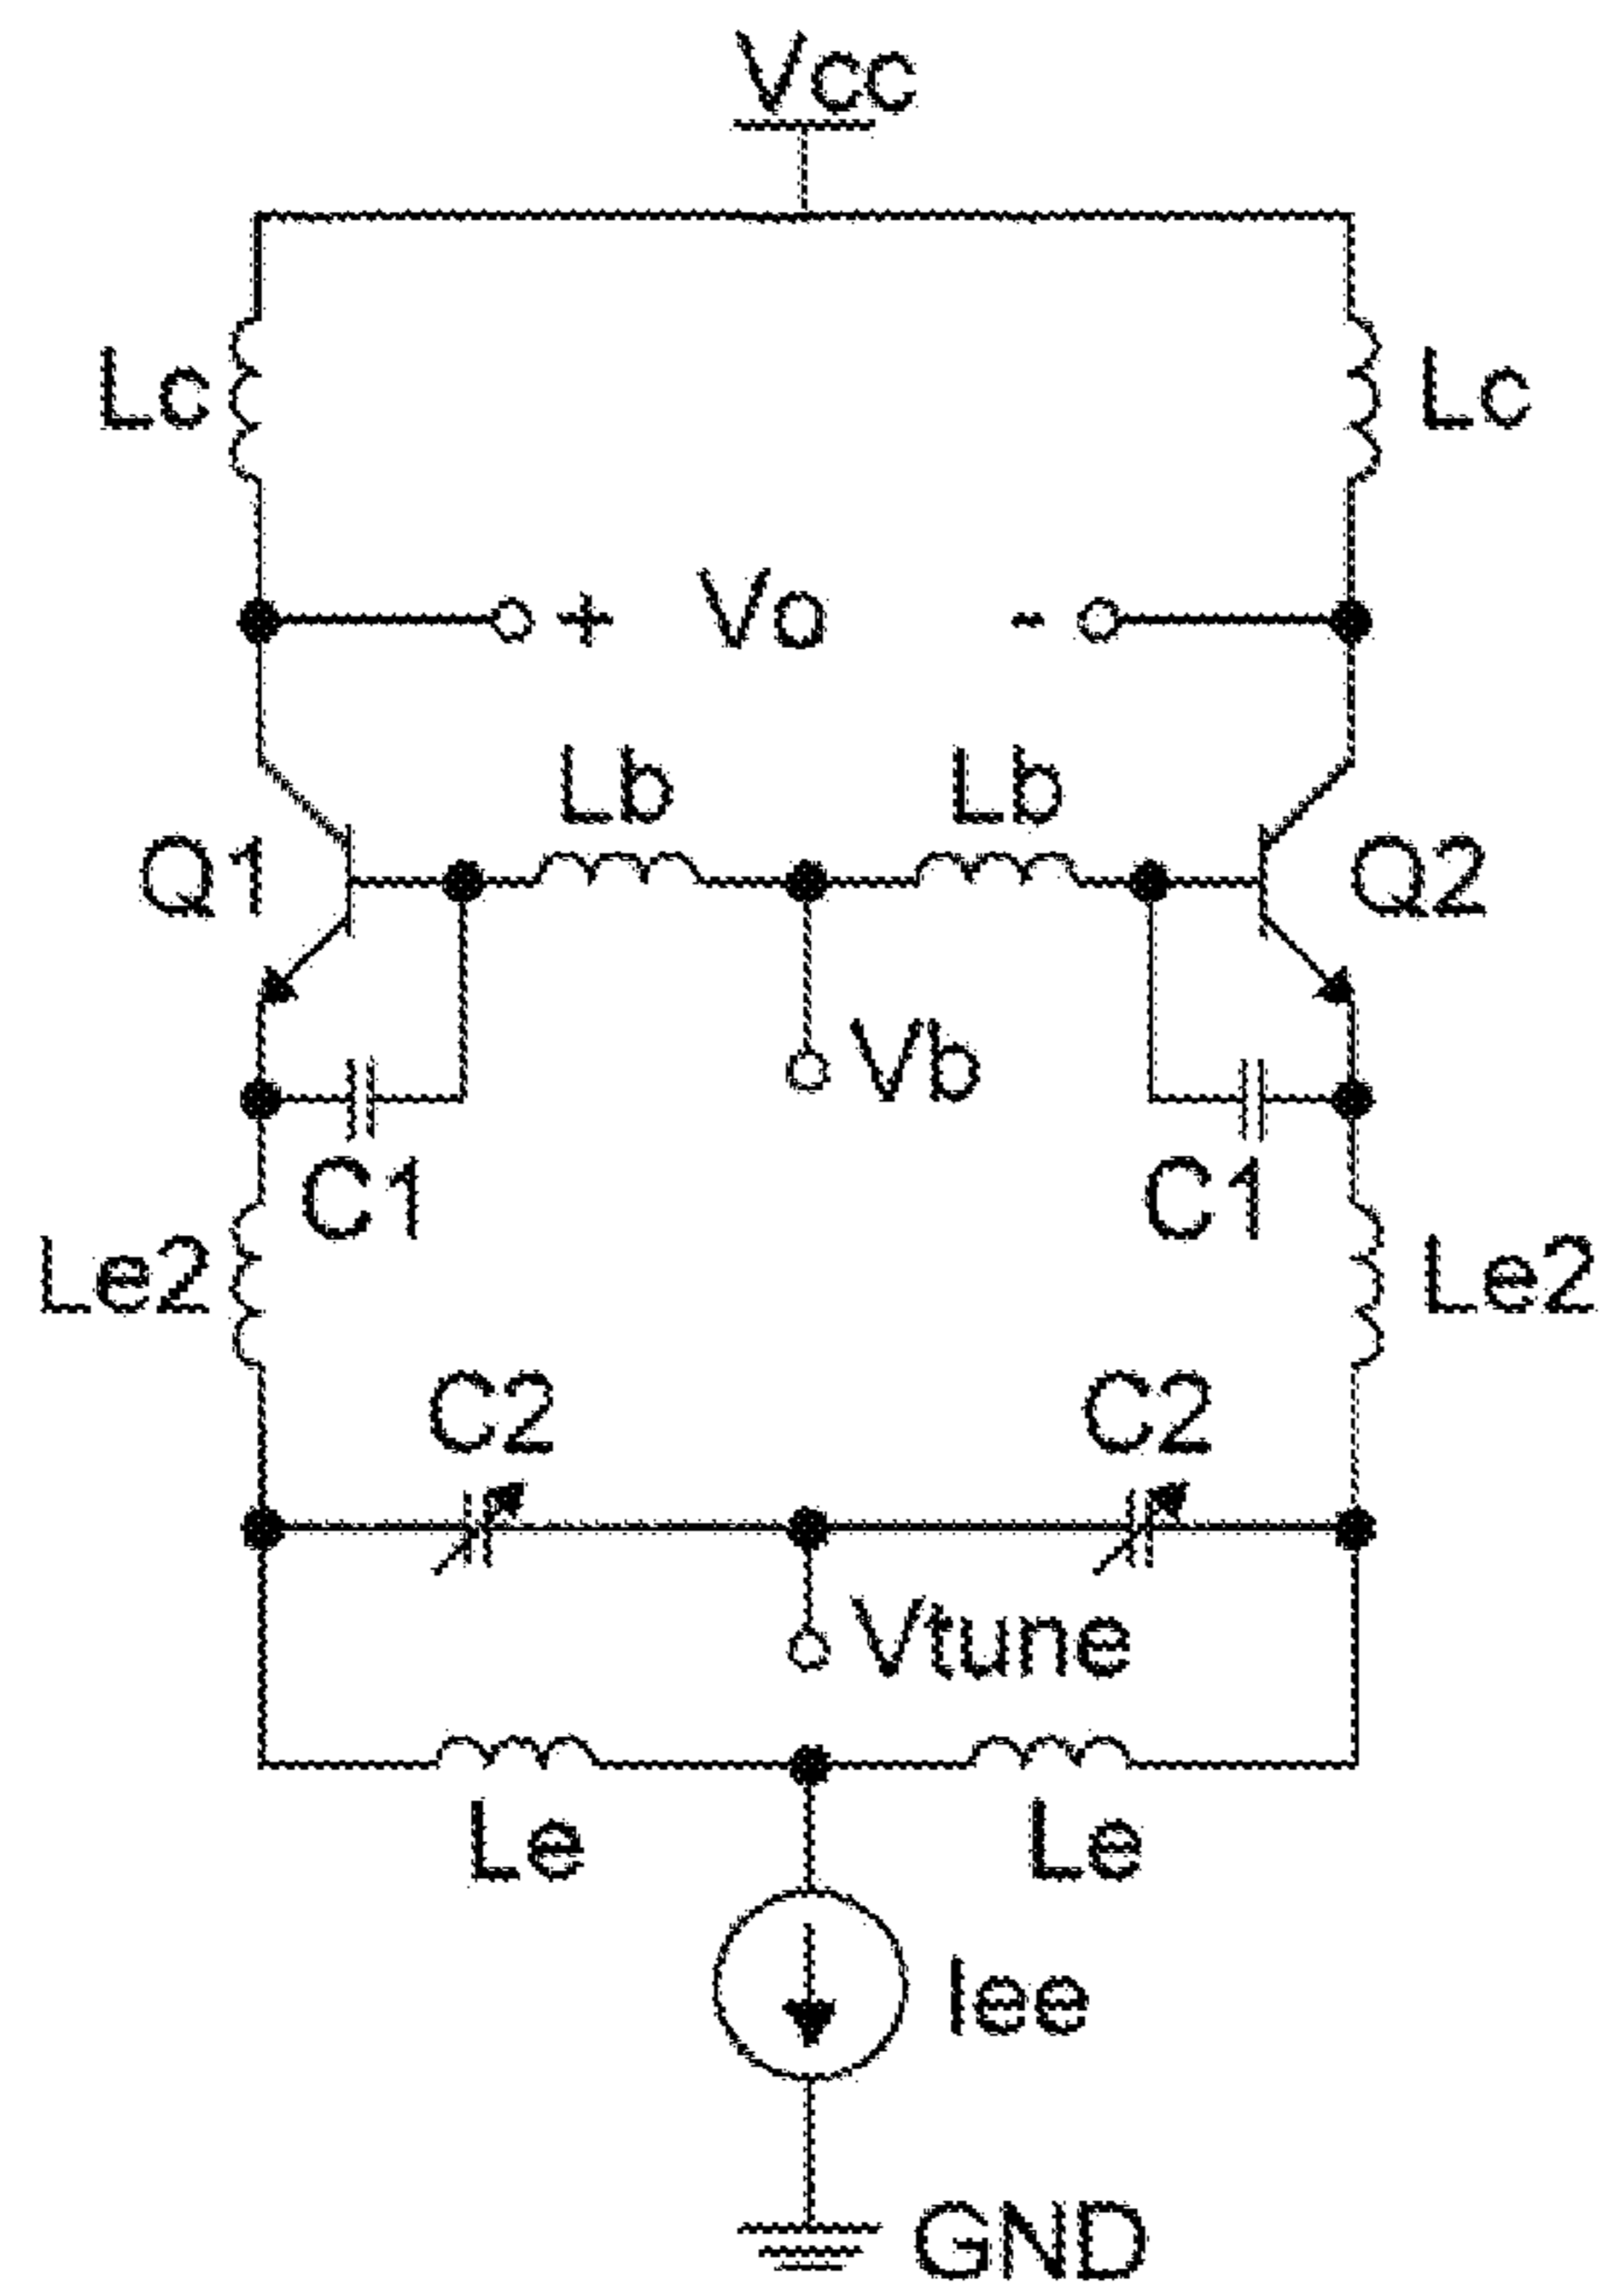 Vcc
Lc Lc
+ Vo -
Lb Lb
Q1 Q2
Vb
C1 C1
Le2 Le2
C2 C2
Vtune
Le Le
Iee
GND